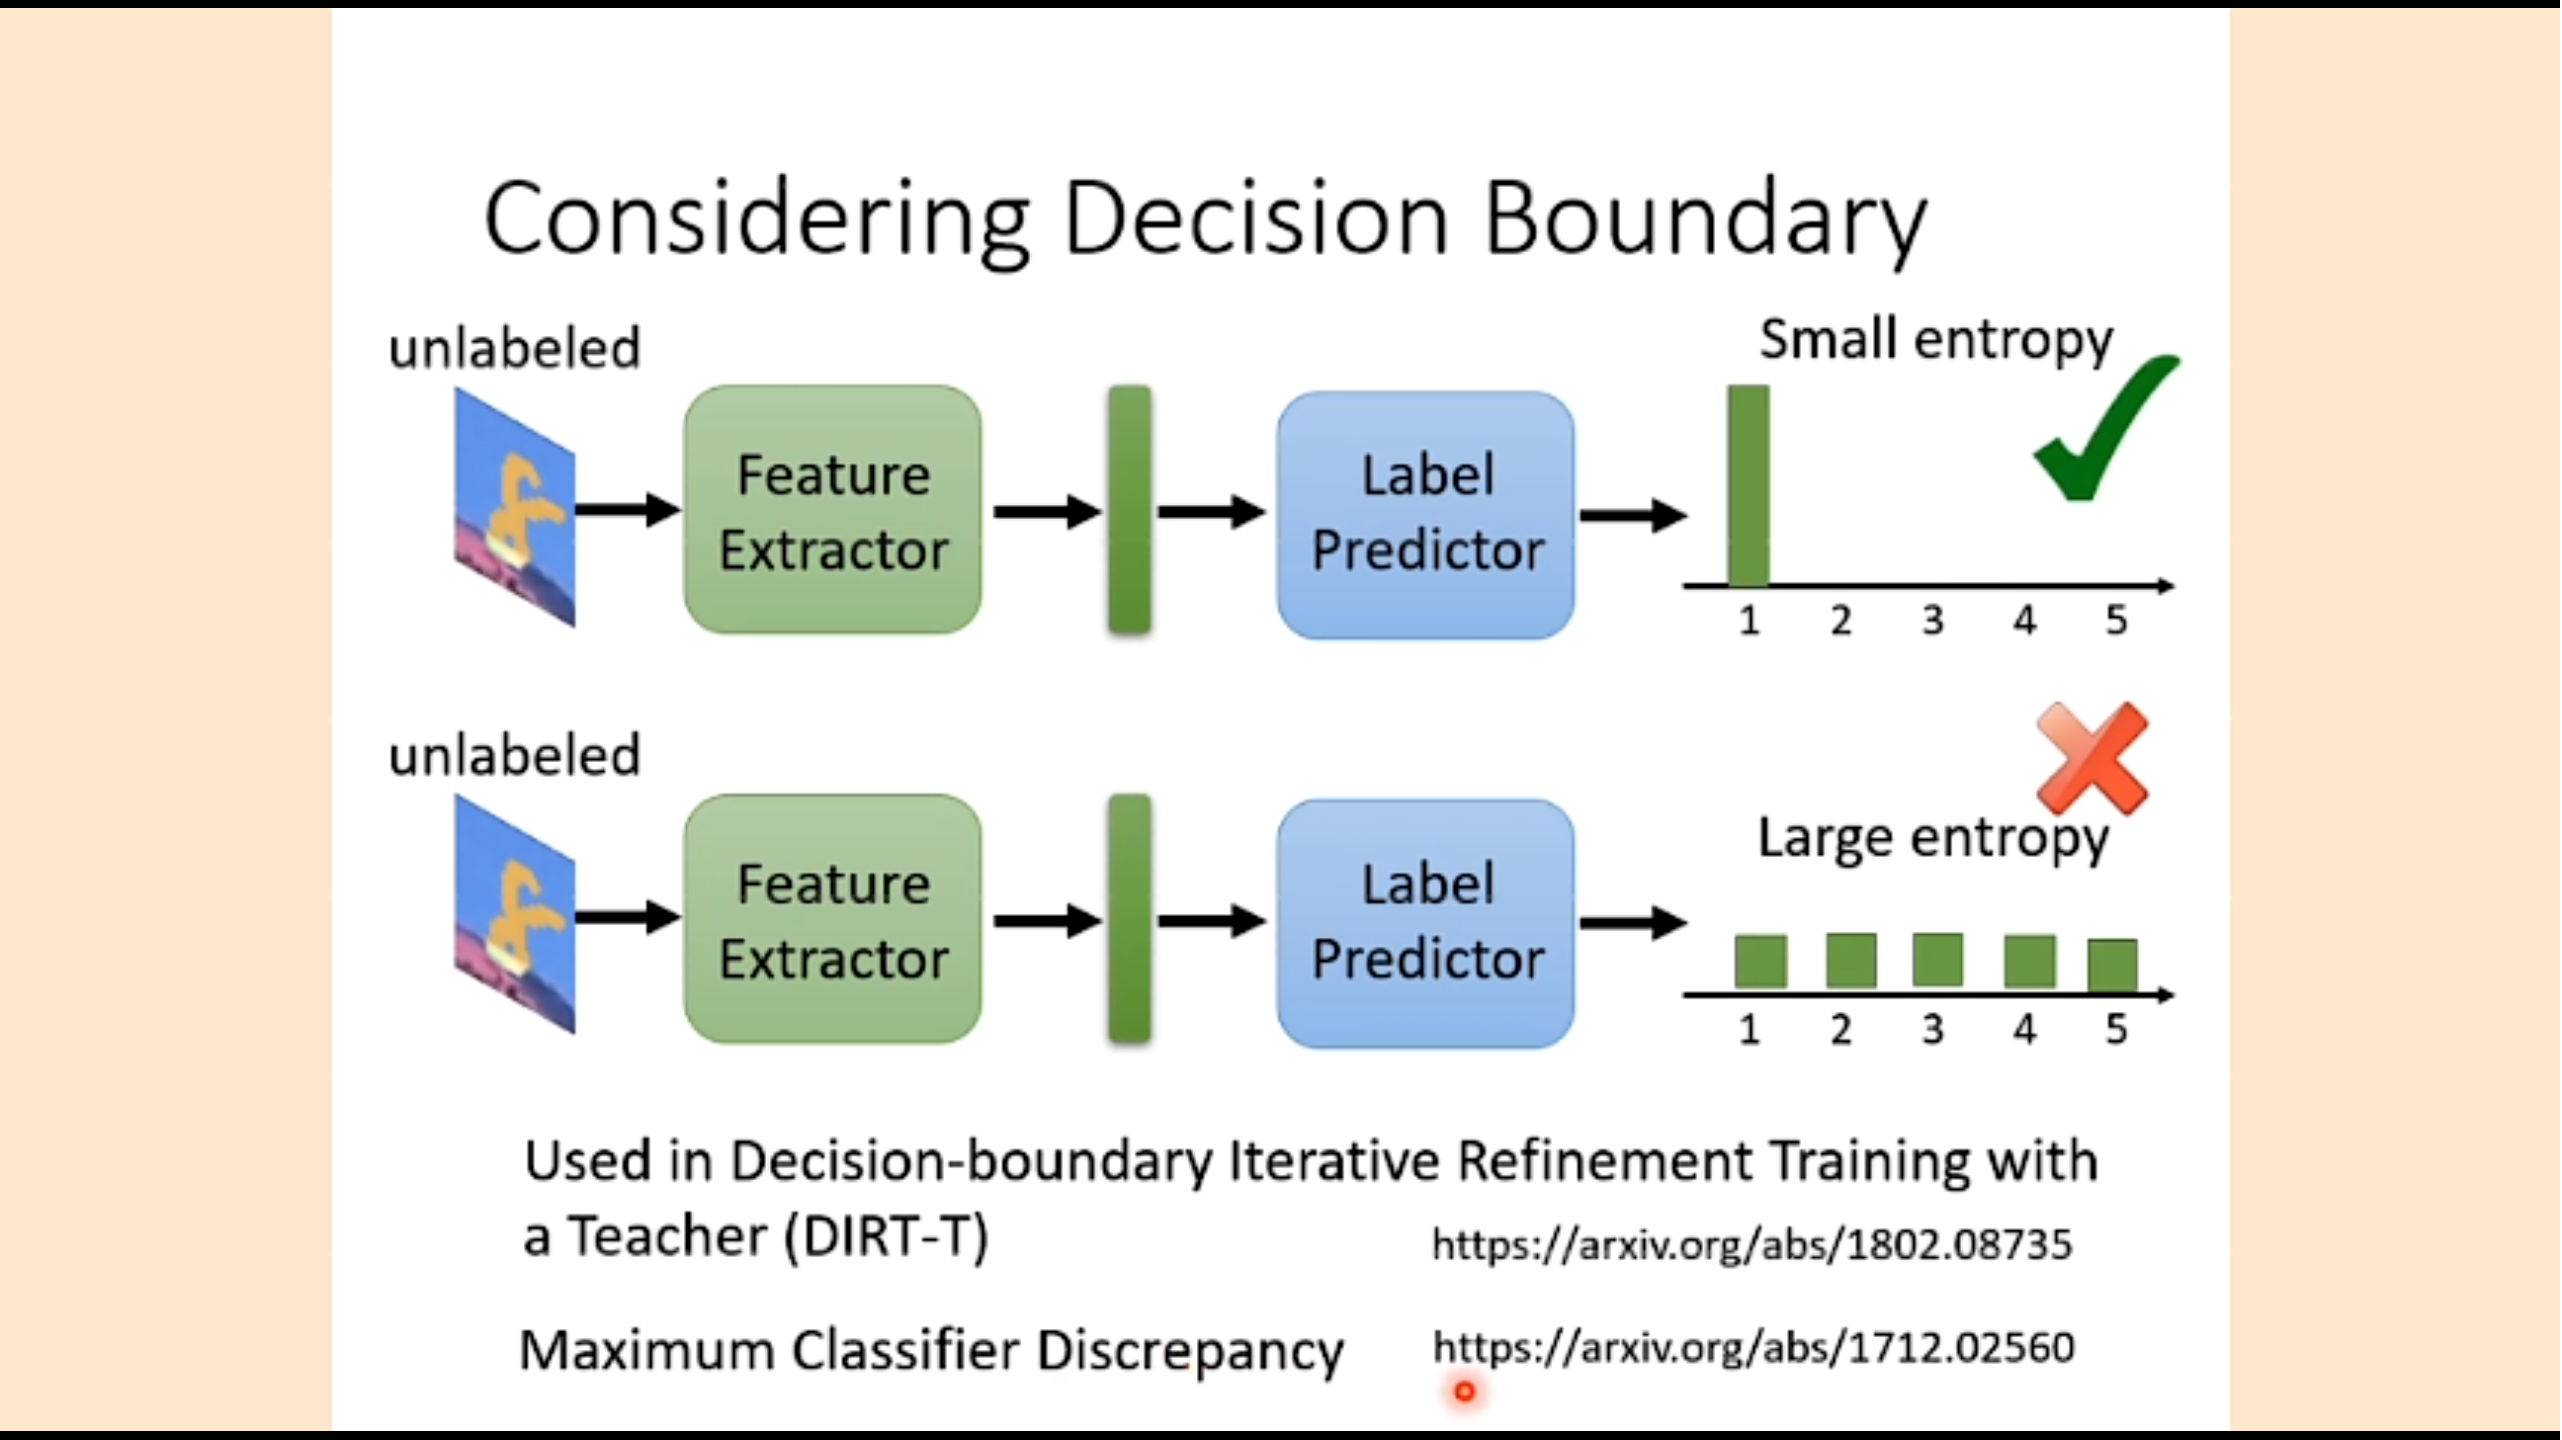 Considering Decision Boundary
unlabeled
Small entropy
Feature
Extractor
Label
Predictor
1 2 3 4 5
unlabeled
Large entropy
Feature
Extractor
Label
Predictor
1 2 3 4 5
Used in Decision-boundary Iterative Refinement Training with
a Teacher (DIRT-T)
https://arxiv.org/abs/1802.08735
Maximum Classifier Discrepancy
https://arxiv.org/abs/1712.02560